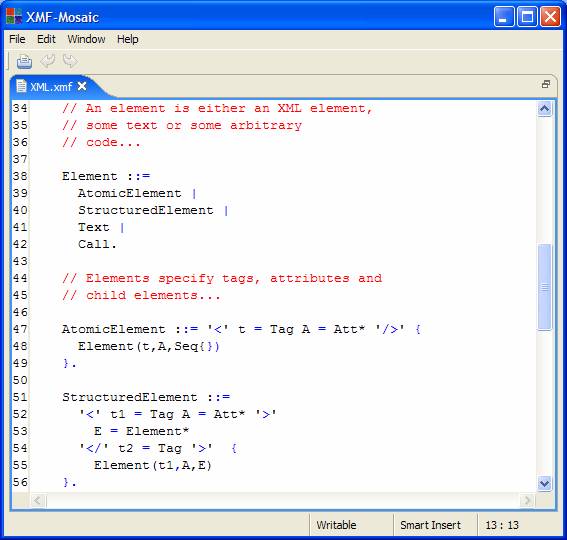 XMF-Mosaic
File Edit Window Help
XML.xmf
34 // An element is either an XML element,
35 // some text or some arbitrary
36 // code...
37
38 Element ::=
39 AtomicElement |
40 StructuredElement |
41 Text |
42 Call.
43
44 // Elements specify tags, attributes and
45 // child elements...
46
47 AtomicElement ::= '<' t = Tag A = Att* '/>' {
48 Element(t,A,Seq{})
49 }.
50
51 StructuredElement ::=
52 '<' t1 = Tag A = Att* '>'
53 E = Element*
54 '</' t2 = Tag '>' {
55 Element(t1,A,E)
56 }.
Writable Smart Insert 13 : 13